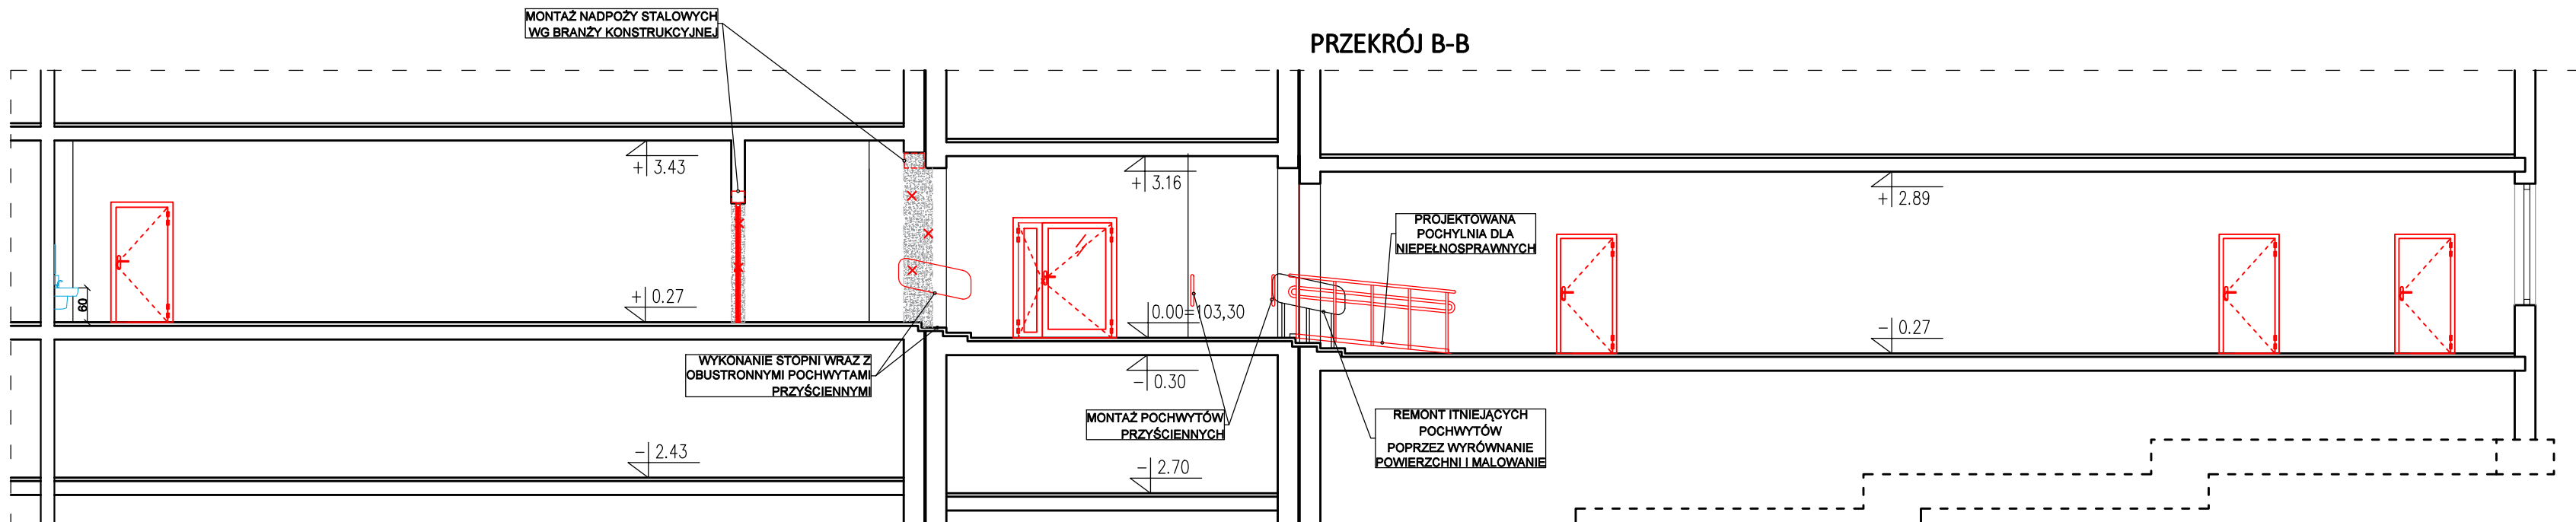 MONTAŻ NADPOŻY STALOWYCH
WG BRANŻY KONSTRUKCYJNEJ
PRZEKRÓJ B-B
+ 3.43
+ 3.16
+ 2.89
PROJEKTOWANA
POCHYLNIA DLA
NIEPEŁNOSPRAWNYCH
60
+ 0.27
0.00=103,30
- 0.27
WYKONANIE STOPNI WRAZ Z
OBUSTRONNYMI POCHWYTAMI
PRZYŚCIENNYMI
- 0.30
MONTAŻ POCHWYTÓW
PRZYŚCIENNYCH
REMONT ITNIEJĄCYCH
POCHWYTÓW
POPRZEZ WYRÓWNANIE
POWIERZCHNI I MALOWANIE
- 2.43
- 2.70